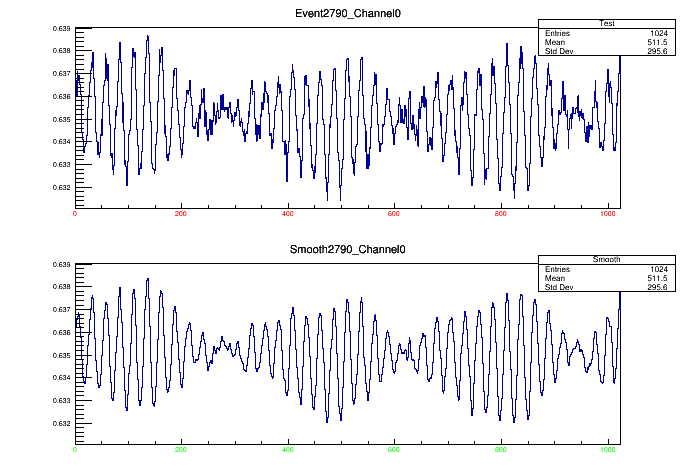 Event2790_Channel0
Test
Entries 1024
Mean 511.5
Std Dev 295.6
0.639
0.638
0.637
0.636
0.635
0.634
0.633
0.632
0 200 400 600 800 1000
Smooth2790_Channel0
Smooth
Entries 1024
Mean 511.5
Std Dev 295.6
0.639
0.638
0.637
0.636
0.635
0.634
0.633
0.632
0 200 400 600 800 1000